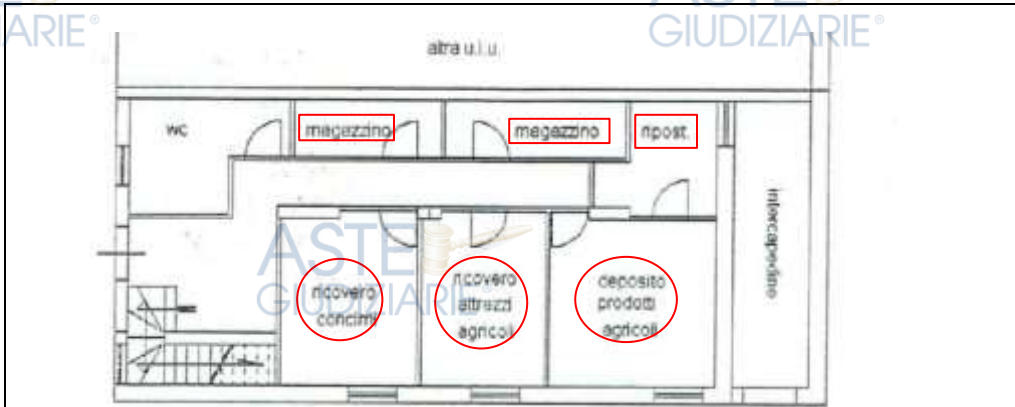 ARIE®
GIUDIZIARIE®
altra u.i.u.
wc
magazzino
magazzino
ripost.
intercapedine
ASTE
GIUDIZIARIE
ricovero
concimi
ricovero
attrezzi
agricoli
deposito
prodotti
agricoli